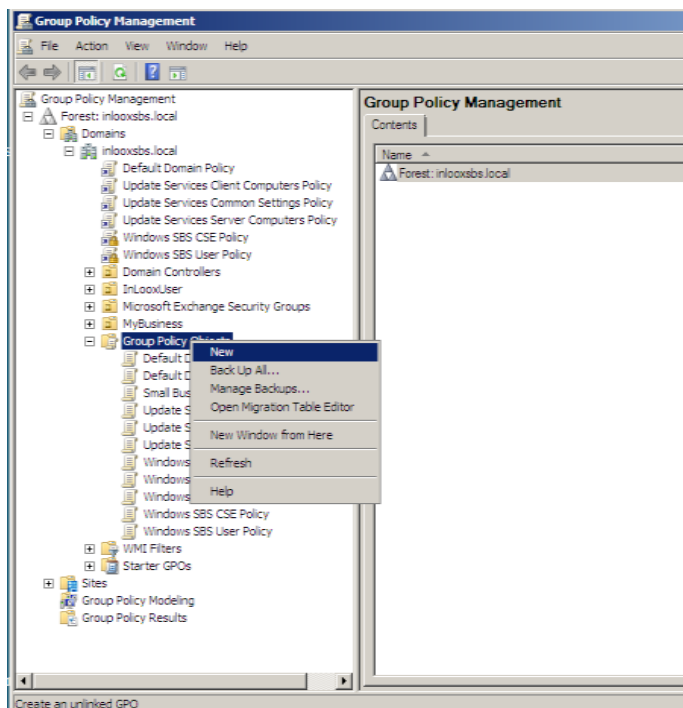 Group Policy Management
File Action View Window Help
Group Policy Management
Forest: inlooxsbs.local
Domains
inlooxsbs.local
Default Domain Policy
Update Services Client Computers Policy
Update Services Common Settings Policy
Update Services Server Computers Policy
Windows SBS CSE Policy
Windows SBS User Policy
Domain Controllers
InLooxUser
Microsoft Exchange Security Groups
MyBusiness
Group Policy Objects
Default D
Default D
Small Bus
Update S
Update S
Update S
Windows
Windows
Windows
Windows SBS CSE Policy
Windows SBS User Policy
WMI Filters
Starter GPOs
Sites
Group Policy Modeling
Group Policy Results
New
Back Up All...
Manage Backups...
Open Migration Table Editor
New Window from Here
Refresh
Help
Group Policy Management
Contents
Name
Forest: inlooxsbs.local
Create an unlinked GPO